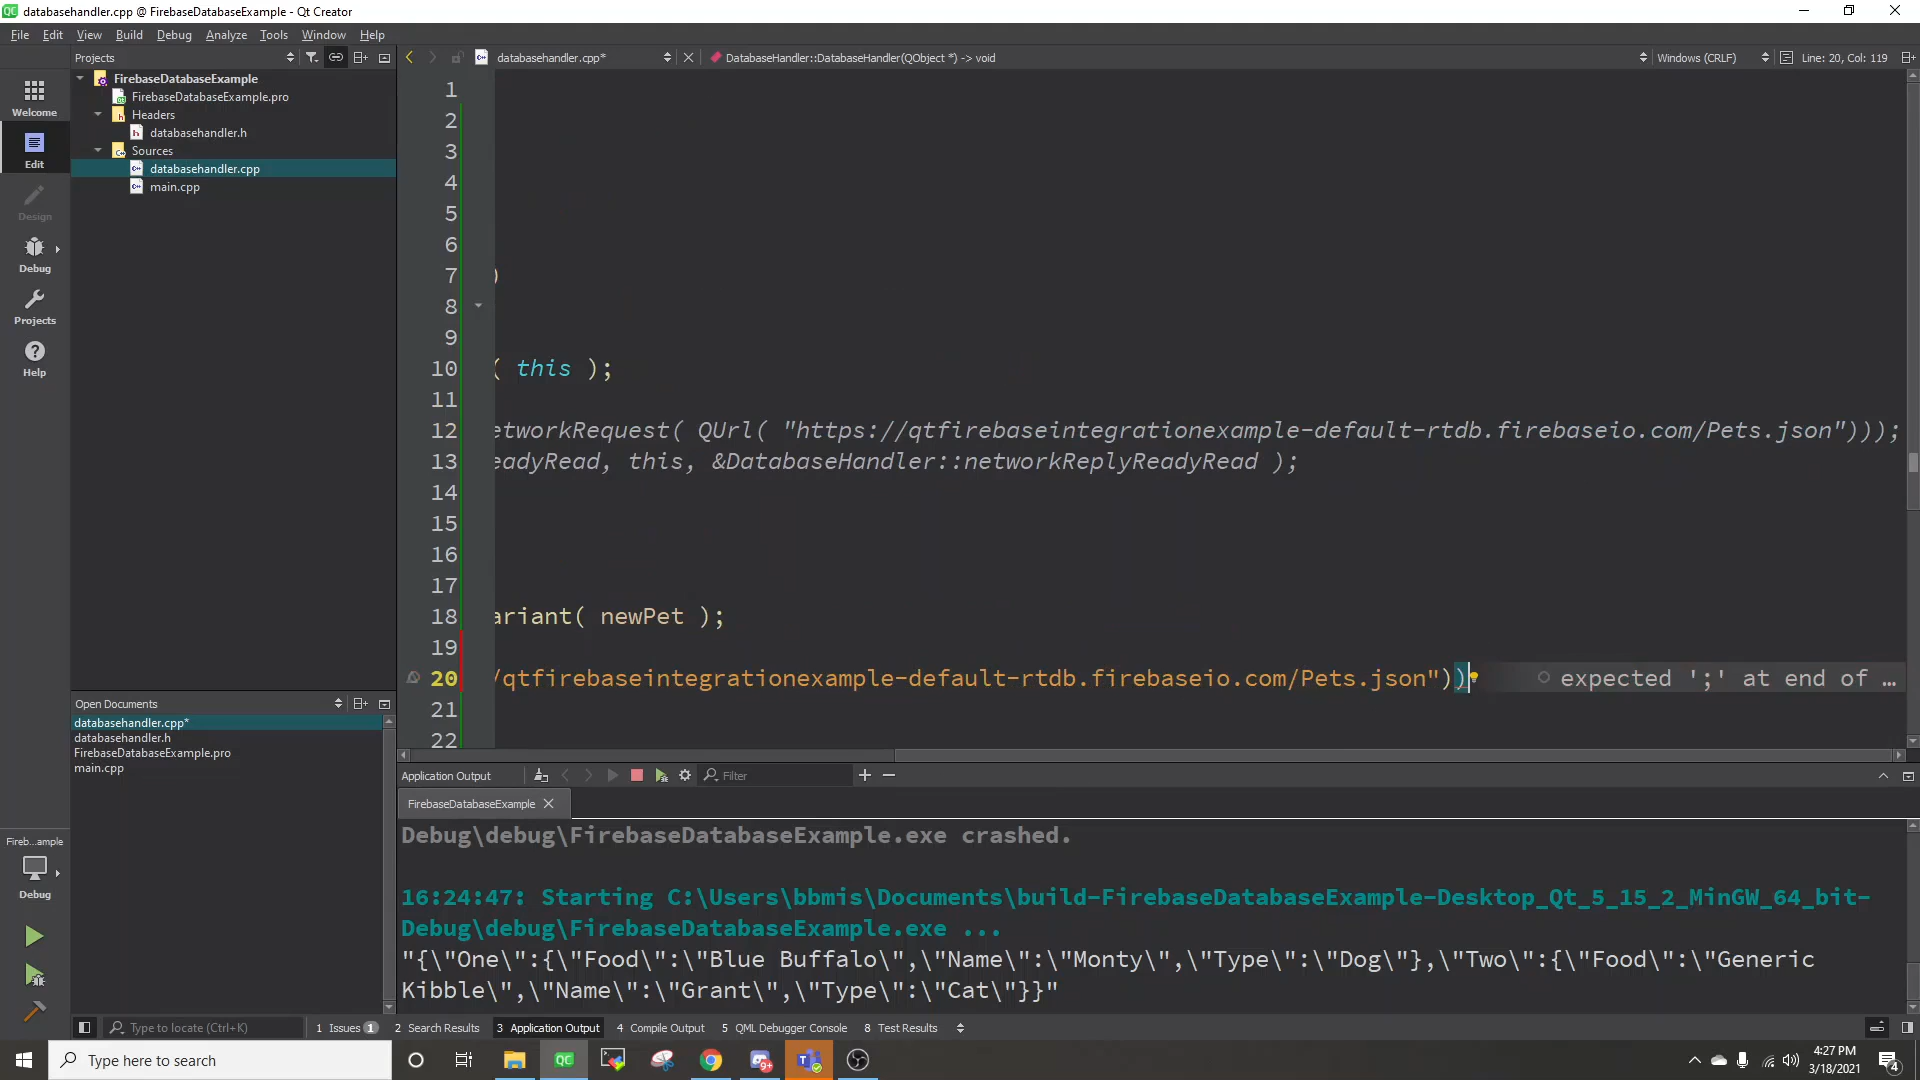 databasehandler.cpp @ FirebaseDatabaseExample - Qt Creator
File Edit View Build Debug Analyze Tools Window Help
Projects
databasehandler.cpp*
DatabaseHandler::DatabaseHandler(QObject *) -> void
Windows (CRLF)
Line: 20, Col: 119
Welcome
Edit
Design
Debug
Projects
Help
FirebaseDatabaseExample
FirebaseDatabaseExample.pro
Headers
databasehandler.h
Sources
databasehandler.cpp
main.cpp
1
2
3
4
5
6
7 )
8
9
10 ( this );
11
12 etworkRequest( QUrl( "https://qtfirebaseintegrationexample-default-rtdb.firebaseio.com/Pets.json")));
13 eadyRead, this, &DatabaseHandler::networkReplyReadyRead );
14
15
16
17
18 ariant( newPet );
19
20 /qtfirebaseintegrationexample-default-rtdb.firebaseio.com/Pets.json")) expected ';' at end of …
21
22
Open Documents
databasehandler.cpp*
databasehandler.h
FirebaseDatabaseExample.pro
main.cpp
Fireb…ample
Debug
Application Output
Filter
FirebaseDatabaseExample
Debug\debug\FirebaseDatabaseExample.exe crashed.
16:24:47: Starting C:\Users\bbmis\Documents\build-FirebaseDatabaseExample-Desktop_Qt_5_15_2_MinGW_64_bit-
Debug\debug\FirebaseDatabaseExample.exe ...
"{\"One\":{\"Food\":\"Blue Buffalo\",\"Name\":\"Monty\",\"Type\":\"Dog\"},\"Two\":{\"Food\":\"Generic
Kibble\",\"Name\":\"Grant\",\"Type\":\"Cat\"}}"
Type to locate (Ctrl+K)
1 Issues 1
2 Search Results
3 Application Output
4 Compile Output
5 QML Debugger Console
8 Test Results
Type here to search
QC
9+
4:27 PM
3/18/2021
4